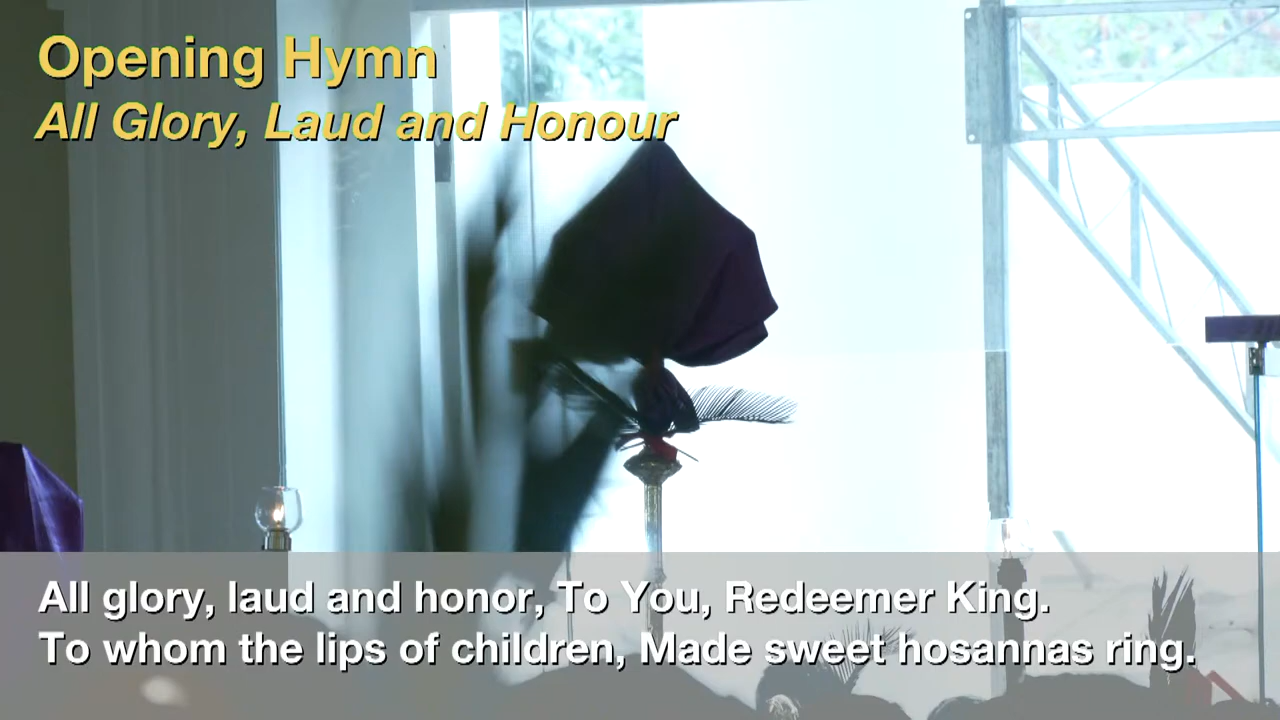 Opening Hymn
All Glory, Laud and Honour
All glory, laud and honor, To You, Redeemer King.
To whom the lips of children, Made sweet hosannas ring.